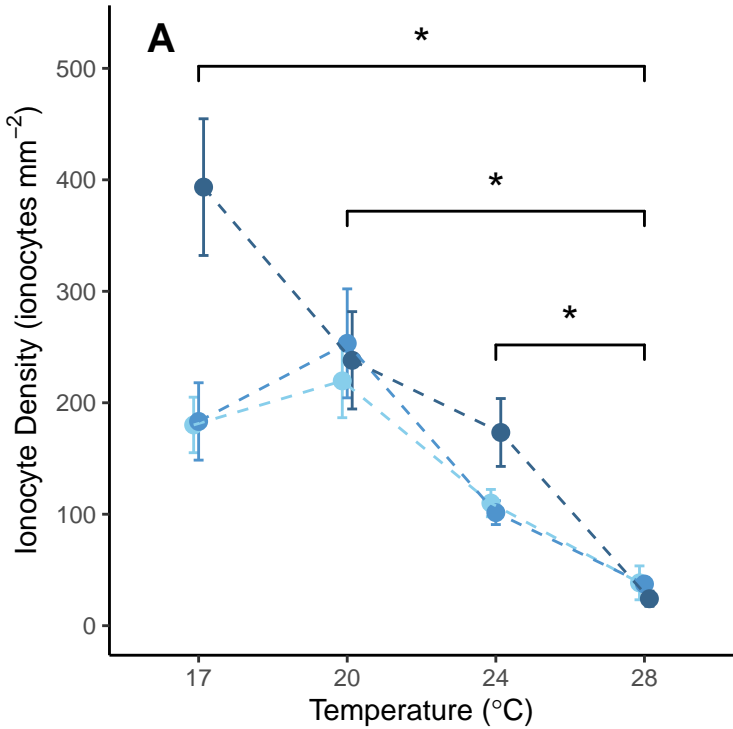 A
*
500
*
400
300
*
200
100
0
17 20 24 28
Temperature (°C)
Ionocyte Density (ionocytes mm⁻²)